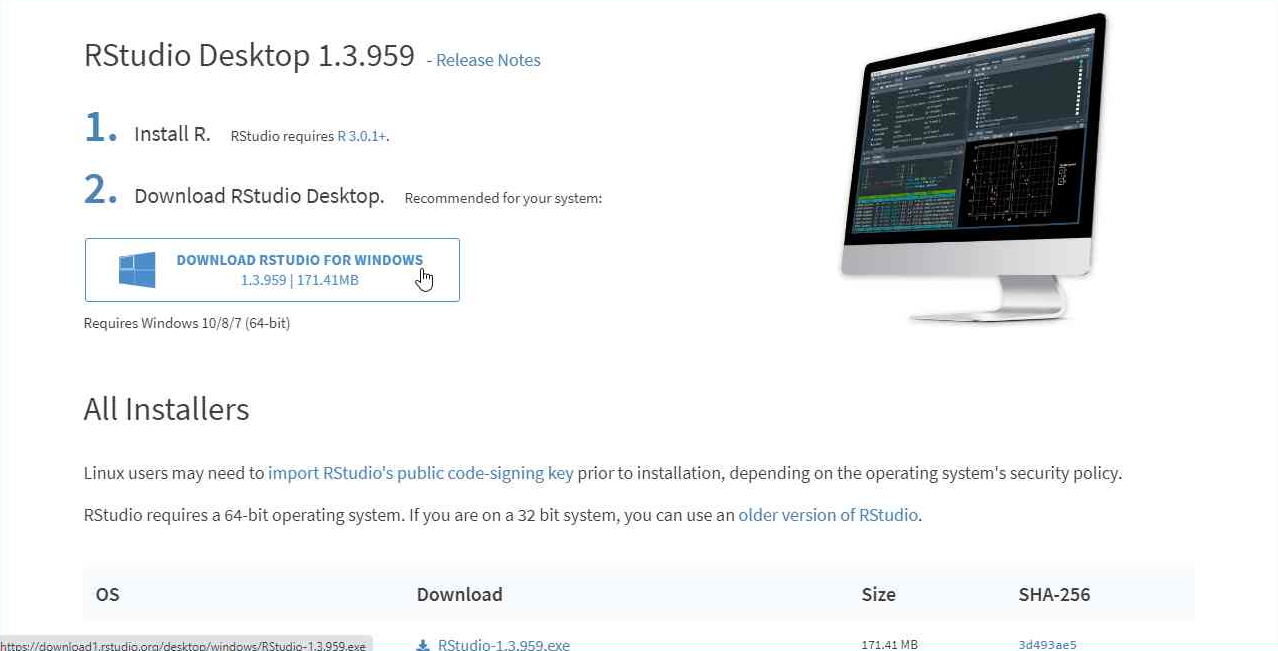 RStudio Desktop 1.3.959 - Release Notes
1. Install R. RStudio requires R 3.0.1+.
2. Download RStudio Desktop. Recommended for your system:
DOWNLOAD RSTUDIO FOR WINDOWS
1.3.959 | 171.41MB
Requires Windows 10/8/7 (64-bit)
All Installers
Linux users may need to import RStudio's public code-signing key prior to installation, depending on the operating system's security policy.
RStudio requires a 64-bit operating system. If you are on a 32 bit system, you can use an older version of RStudio.
OS Download Size SHA-256
RStudio-1.3.959.exe 171.41 MB 3d493ae5
https://download1.rstudio.org/desktop/windows/RStudio-1.3.959.exe